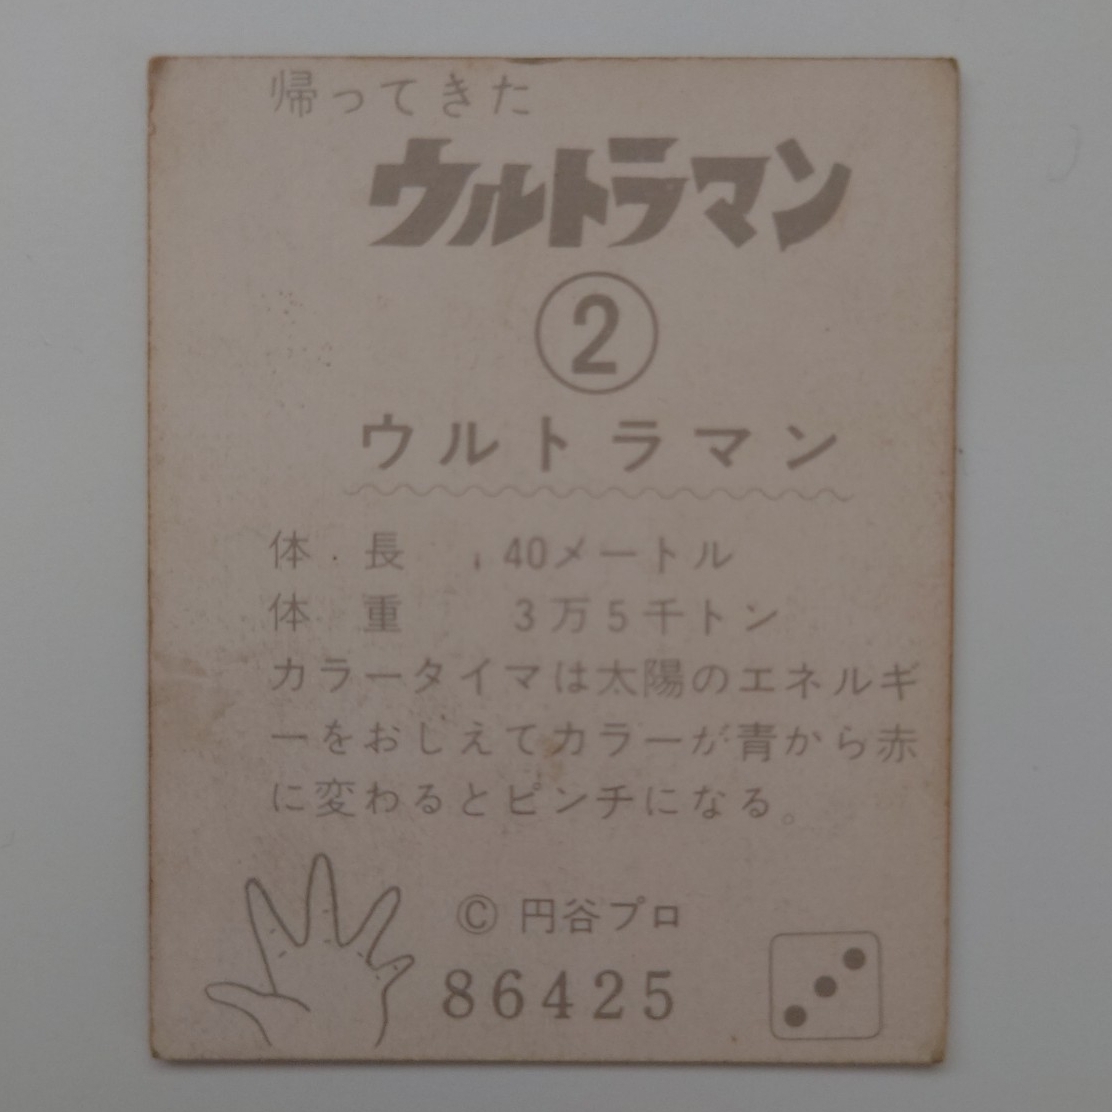 帰ってきた
ウルトラマン
②
ウルトラマン
体 長 40メートル
体 重 3万5千トン
カラータイマは太陽のエネルギ
ーをおしえてカラーが青から赤
に変わるとピンチになる。
© 円谷プロ
86425